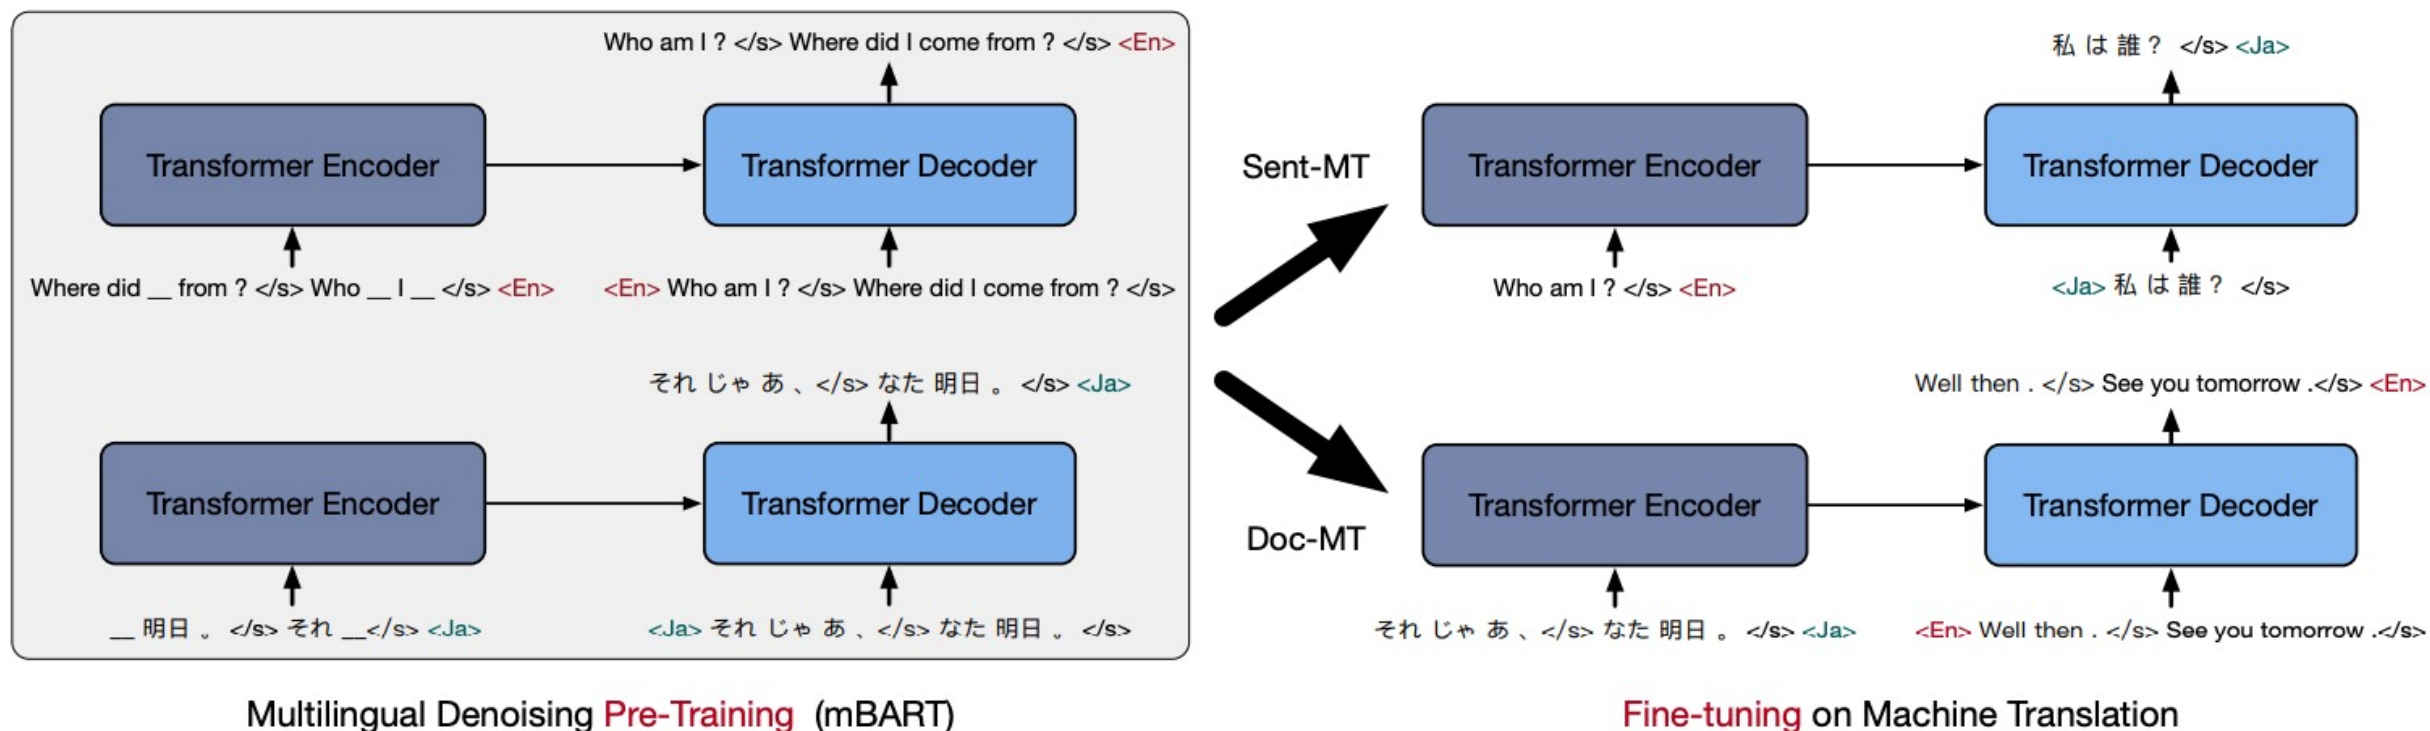 Who am I ? </s> Where did I come from ? </s> <En>
Transformer Encoder
Transformer Decoder
Where did __ from ? </s> Who __ I __ </s> <En>
<En> Who am I ? </s> Where did I come from ? </s>
それ じゃ あ 、</s> なた 明日 。 </s> <Ja>
Transformer Encoder
Transformer Decoder
__ 明日 。 </s> それ __</s> <Ja>
<Ja> それ じゃ あ 、</s> なた 明日 。 </s>
Multilingual Denoising Pre-Training (mBART)
Sent-MT
Doc-MT
私 は 誰？ </s> <Ja>
Transformer Encoder
Transformer Decoder
Who am I ? </s> <En>
<Ja> 私 は 誰？ </s>
Well then . </s> See you tomorrow .</s> <En>
Transformer Encoder
Transformer Decoder
それ じゃ あ 、</s> なた 明日 。 </s> <Ja>
<En> Well then . </s> See you tomorrow .</s>
Fine-tuning on Machine Translation